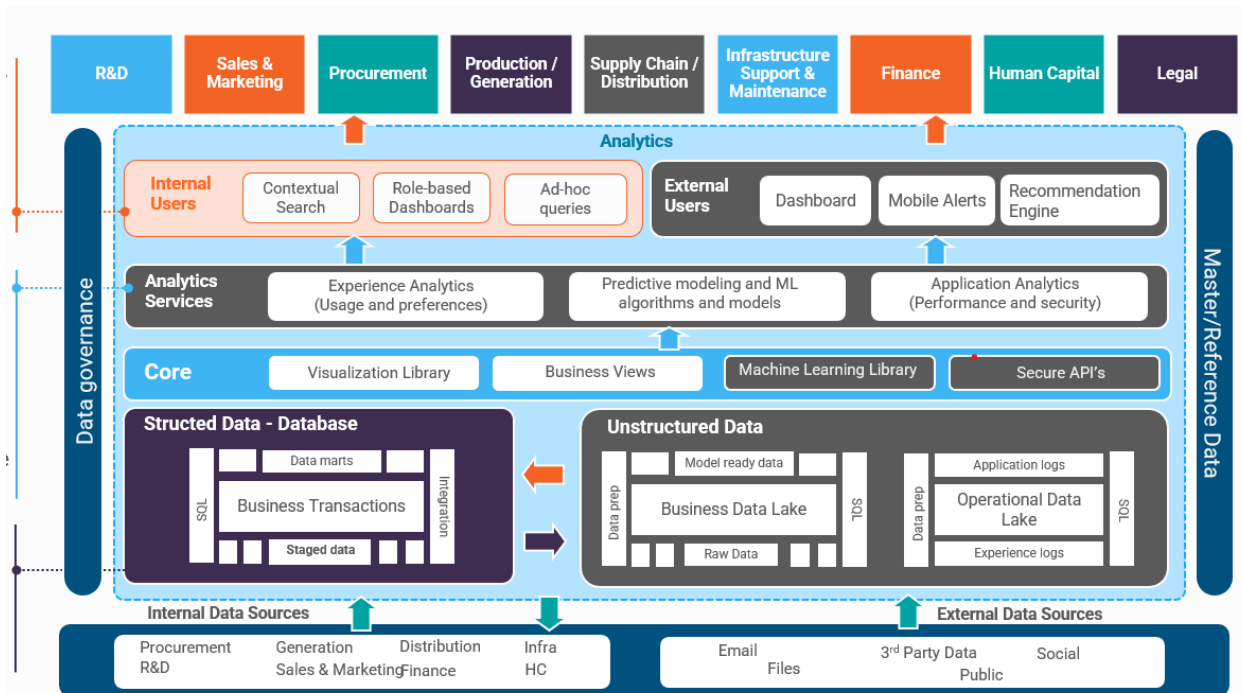 R&D
Sales &
Marketing
Procurement
Production /
Generation
Supply Chain /
Distribution
Infrastructure
Support &
Maintenance
Finance
Human Capital
Legal
Analytics
Internal
Users
Contextual
Search
Role-based
Dashboards
Ad-hoc
queries
External
Users
Dashboard
Mobile Alerts
Recommendation
Engine
Data governance
Master/Reference Data
Analytics
Services
Experience Analytics
(Usage and preferences)
Predictive modeling and ML
algorithms and models
Application Analytics
(Performance and security)
Core
Visualization Library
Business Views
Machine Learning Library
Secure API's
Structed Data - Database
SQL
Data marts
Business Transactions
Staged data
Integration
Unstructured Data
Data prep
Model ready data
Business Data Lake
Raw Data
SQL
Data prep
Application logs
Operational Data
Lake
Experience logs
SQL
Internal Data Sources
External Data Sources
Procurement
Generation
Distribution
Infra
R&D
Sales & Marketing
Finance
HC
Email
3rd Party Data
Social
Files
Public